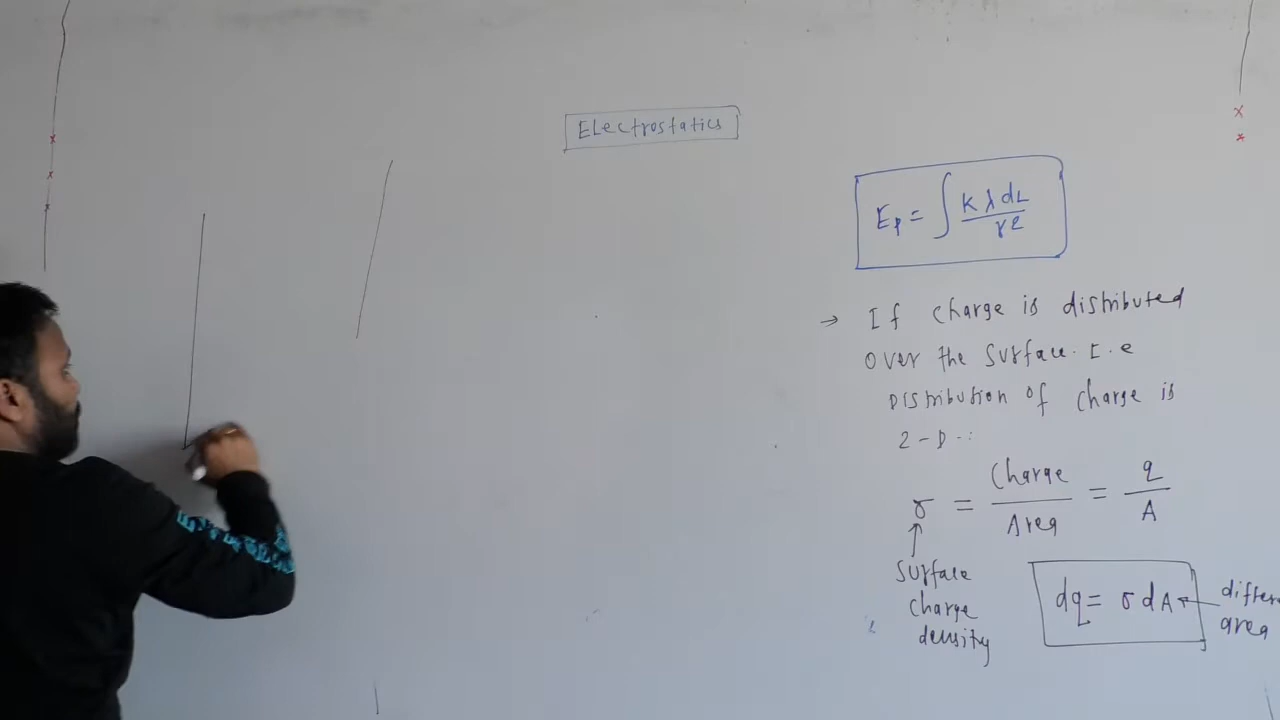 Electrostatics
Ep = ∫ KλdL / r2
→ If charge is distributed
over the surface. I.e
Distribution of charge is
2-D.
σ = Charge / Area = q / A
Surface
charge
density
dq = σ dA ←
area